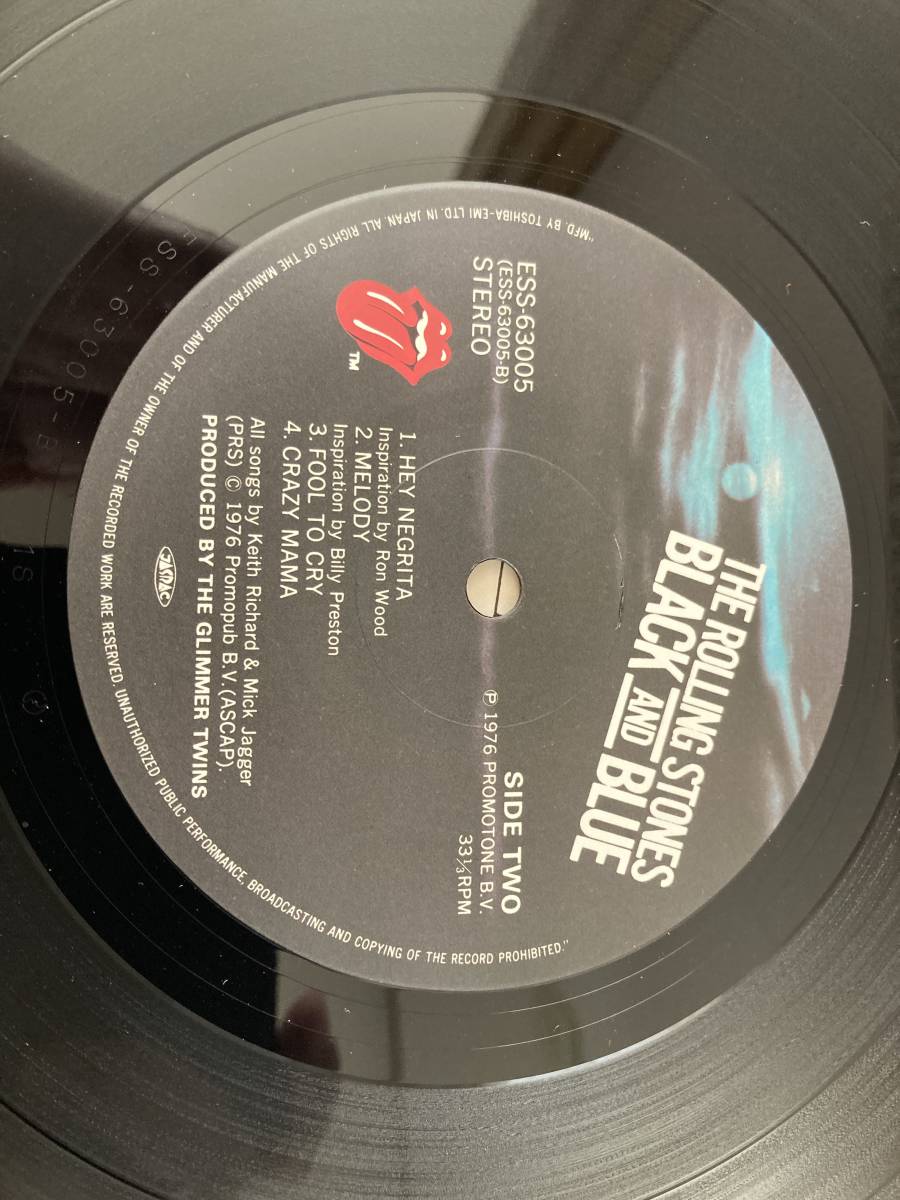 THE ROLLING STONES
BLACK AND BLUE
ESS-63005
(ESS-63005-B)
STEREO
SIDE TWO
℗ 1976 PROMOTONE B.V.
33⅓RPM
1. HEY NEGRITA
Inspiration by Ron Wood
2. MELODY
Inspiration by Billy Preston
3. FOOL TO CRY
4. CRAZY MAMA
All songs by Keith Richard & Mick Jagger
(PRS) © 1976 Promopub B.V.(ASCAP).
PRODUCED BY THE GLIMMER TWINS
TM
JASRAC
"MFD. BY TOSHIBA-EMI LTD. IN JAPAN. ALL RIGHTS OF THE MANUFACTURER AND OF THE OWNER OF THE RECORDED WORK ARE RESERVED. UNAUTHORIZED PUBLIC PERFORMANCE, BROADCASTING AND COPYING OF THE RECORD PROHIBITED."
ESS-63005-B